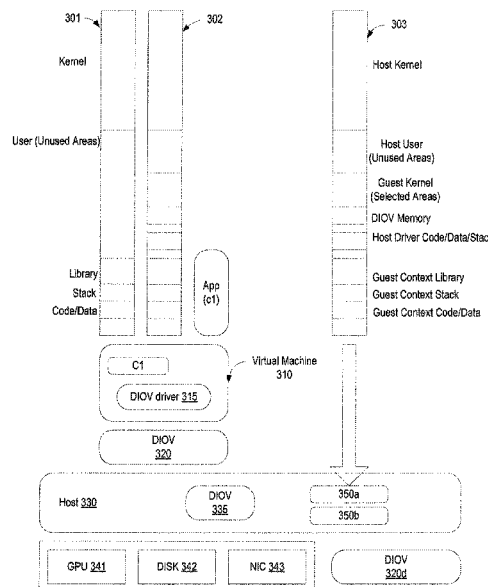 301
302
303
Kernel
Host Kernel
User (Unused Areas)
Host User
(Unused Areas)
Guest Kernel
(Selected Areas)
DIOV Memory
Host Driver Code/Data/Stac
Library
Stack
Code/Data
App
(c1)
Guest Context Library
Guest Context Stack
Guest Context Code/Data
C1
DIOV driver 315
Virtual Machine
310
DIOV
320
Host 330
DIOV
335
350a
350b
GPU 341
DISK 342
NIC 343
DIOV
320d